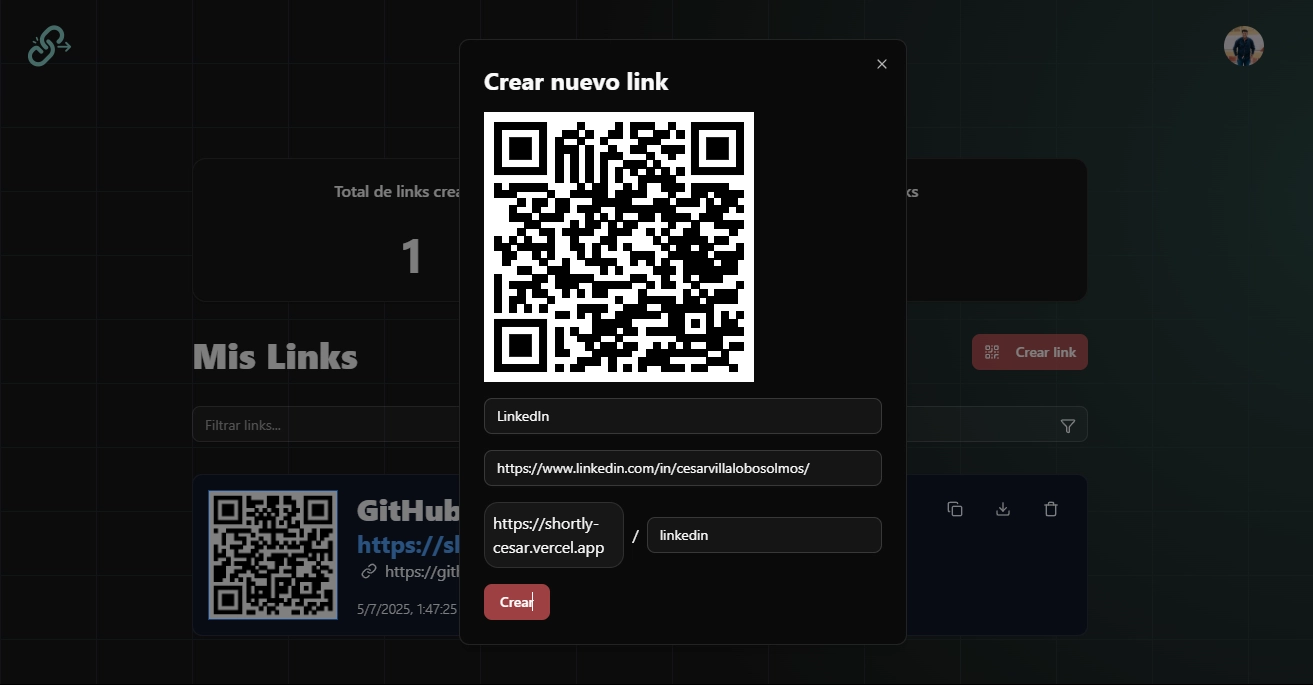 Crear nuevo link
Total de links crea
ks
1
Mis Links
Crear link
Filtrar links...
LinkedIn
https://www.linkedin.com/in/cesarvillalobosolmos/
https://shortly-
cesar.vercel.app
/
linkedin
Crear
GitHub
https://sh
https://gith
5/7/2025, 1:47:25